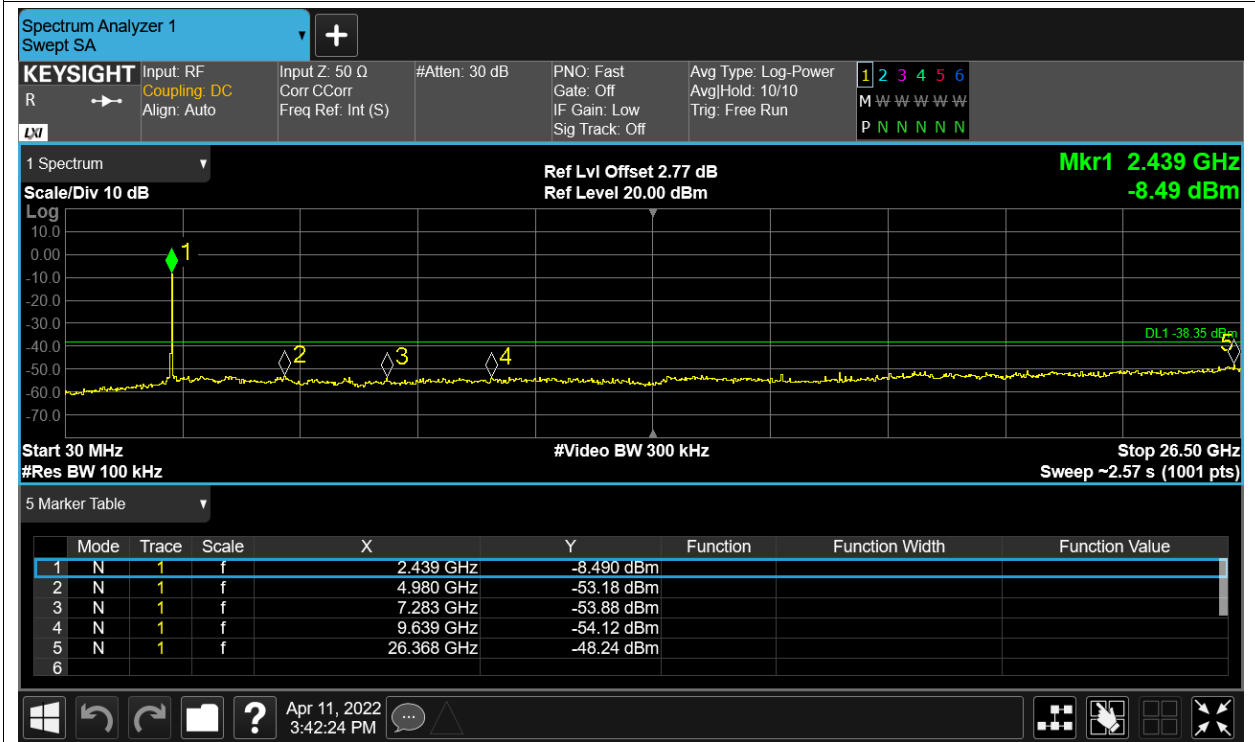 Spectrum Analyzer 1
Swept SA
+
KEYSIGHT Input: RF Input Z: 50 Ω #Atten: 30 dB PNO: Fast Avg Type: Log-Power 1 2 3 4 5 6
R Coupling: DC Corr CCorr Gate: Off Avg|Hold: 10/10 M W W W W W
Align: Auto Freq Ref: Int (S) IF Gain: Low Trig: Free Run
LXI Sig Track: Off P N N N N N
1 Spectrum Ref Lvl Offset 2.77 dB Mkr1 2.439 GHz
Scale/Div 10 dB Ref Level 20.00 dBm -8.49 dBm
Log
10.0
0.00 1
-10.0
-20.0
-30.0
DL1 -38.35 dBm
-40.0 2 3 4 5
-50.0
-60.0
-70.0
Start 30 MHz #Video BW 300 kHz Stop 26.50 GHz
#Res BW 100 kHz Sweep ~2.57 s (1001 pts)
5 Marker Table
Mode Trace Scale X Y Function Function Width Function Value
1 N 1 f 2.439 GHz -8.490 dBm
2 N 1 f 4.980 GHz -53.18 dBm
3 N 1 f 7.283 GHz -53.88 dBm
4 N 1 f 9.639 GHz -54.12 dBm
5 N 1 f 26.368 GHz -48.24 dBm
6
? Apr 11, 2022
3:42:24 PM